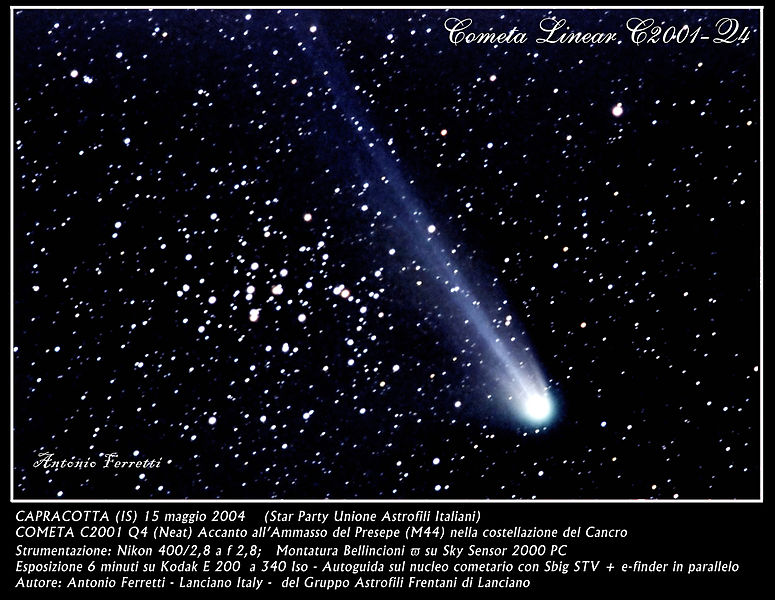 Cometa Linear C2001-Q4
Antonio Ferretti
CAPRACOTTA (IS) 15 maggio 2004 (Star Party Unione Astrofili Italiani)
COMETA C2001 Q4 (Neat) Accanto all'Ammasso del Presepe (M44) nella costellazione del Cancro
Strumentazione: Nikon 400/2,8 a f 2,8; Montatura Bellincioni ϖ su Sky Sensor 2000 PC
Esposizione 6 minuti su Kodak E 200 a 340 Iso - Autoguida sul nucleo cometario con Sbig STV + e-finder in parallelo
Autore: Antonio Ferretti - Lanciano Italy - del Gruppo Astrofili Frentani di Lanciano